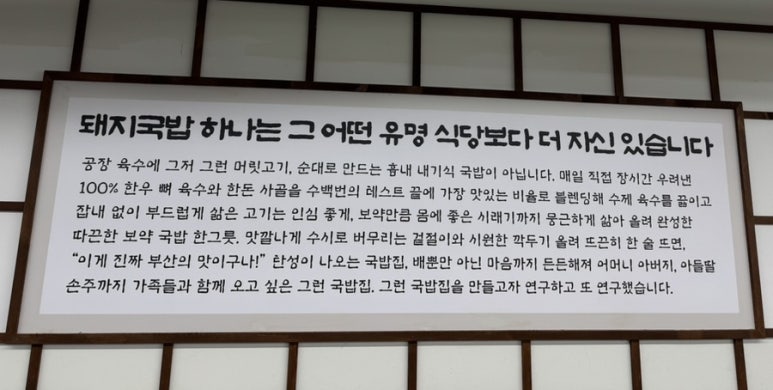 돼지국밥 하나는 그 어떤 유명 식당보다 더 자신 있습니다
공장 육수에 그저 그런 머릿고기, 순대로 만드는 흉내 내기식 국밥이 아닙니다. 매일 직접 장시간 우려낸
100% 한우 뼈 육수와 한돈 사골을 수백번의 테스트 끝에 가장 맛있는 비율로 블렌딩해 수제 육수를 끓이고
잡내 없이 부드럽게 삶은 고기는 인심 좋게, 보약만큼 몸에 좋은 시래기까지 뭉근하게 삶아 올려 완성한
따끈한 보약 국밥 한그릇. 맛깔나게 수시로 버무리는 겉절이와 시원한 깍두기 올려 뜨끈히 한 술 뜨면,
“이게 진짜 부산의 맛이구나!” 탄성이 나오는 국밥집, 배뿐만 아닌 마음까지 든든해져 어머니 아버지, 아들딸
손주까지 가족들과 함께 오고 싶은 그런 국밥집. 그런 국밥집을 만들고자 연구하고 또 연구했습니다.